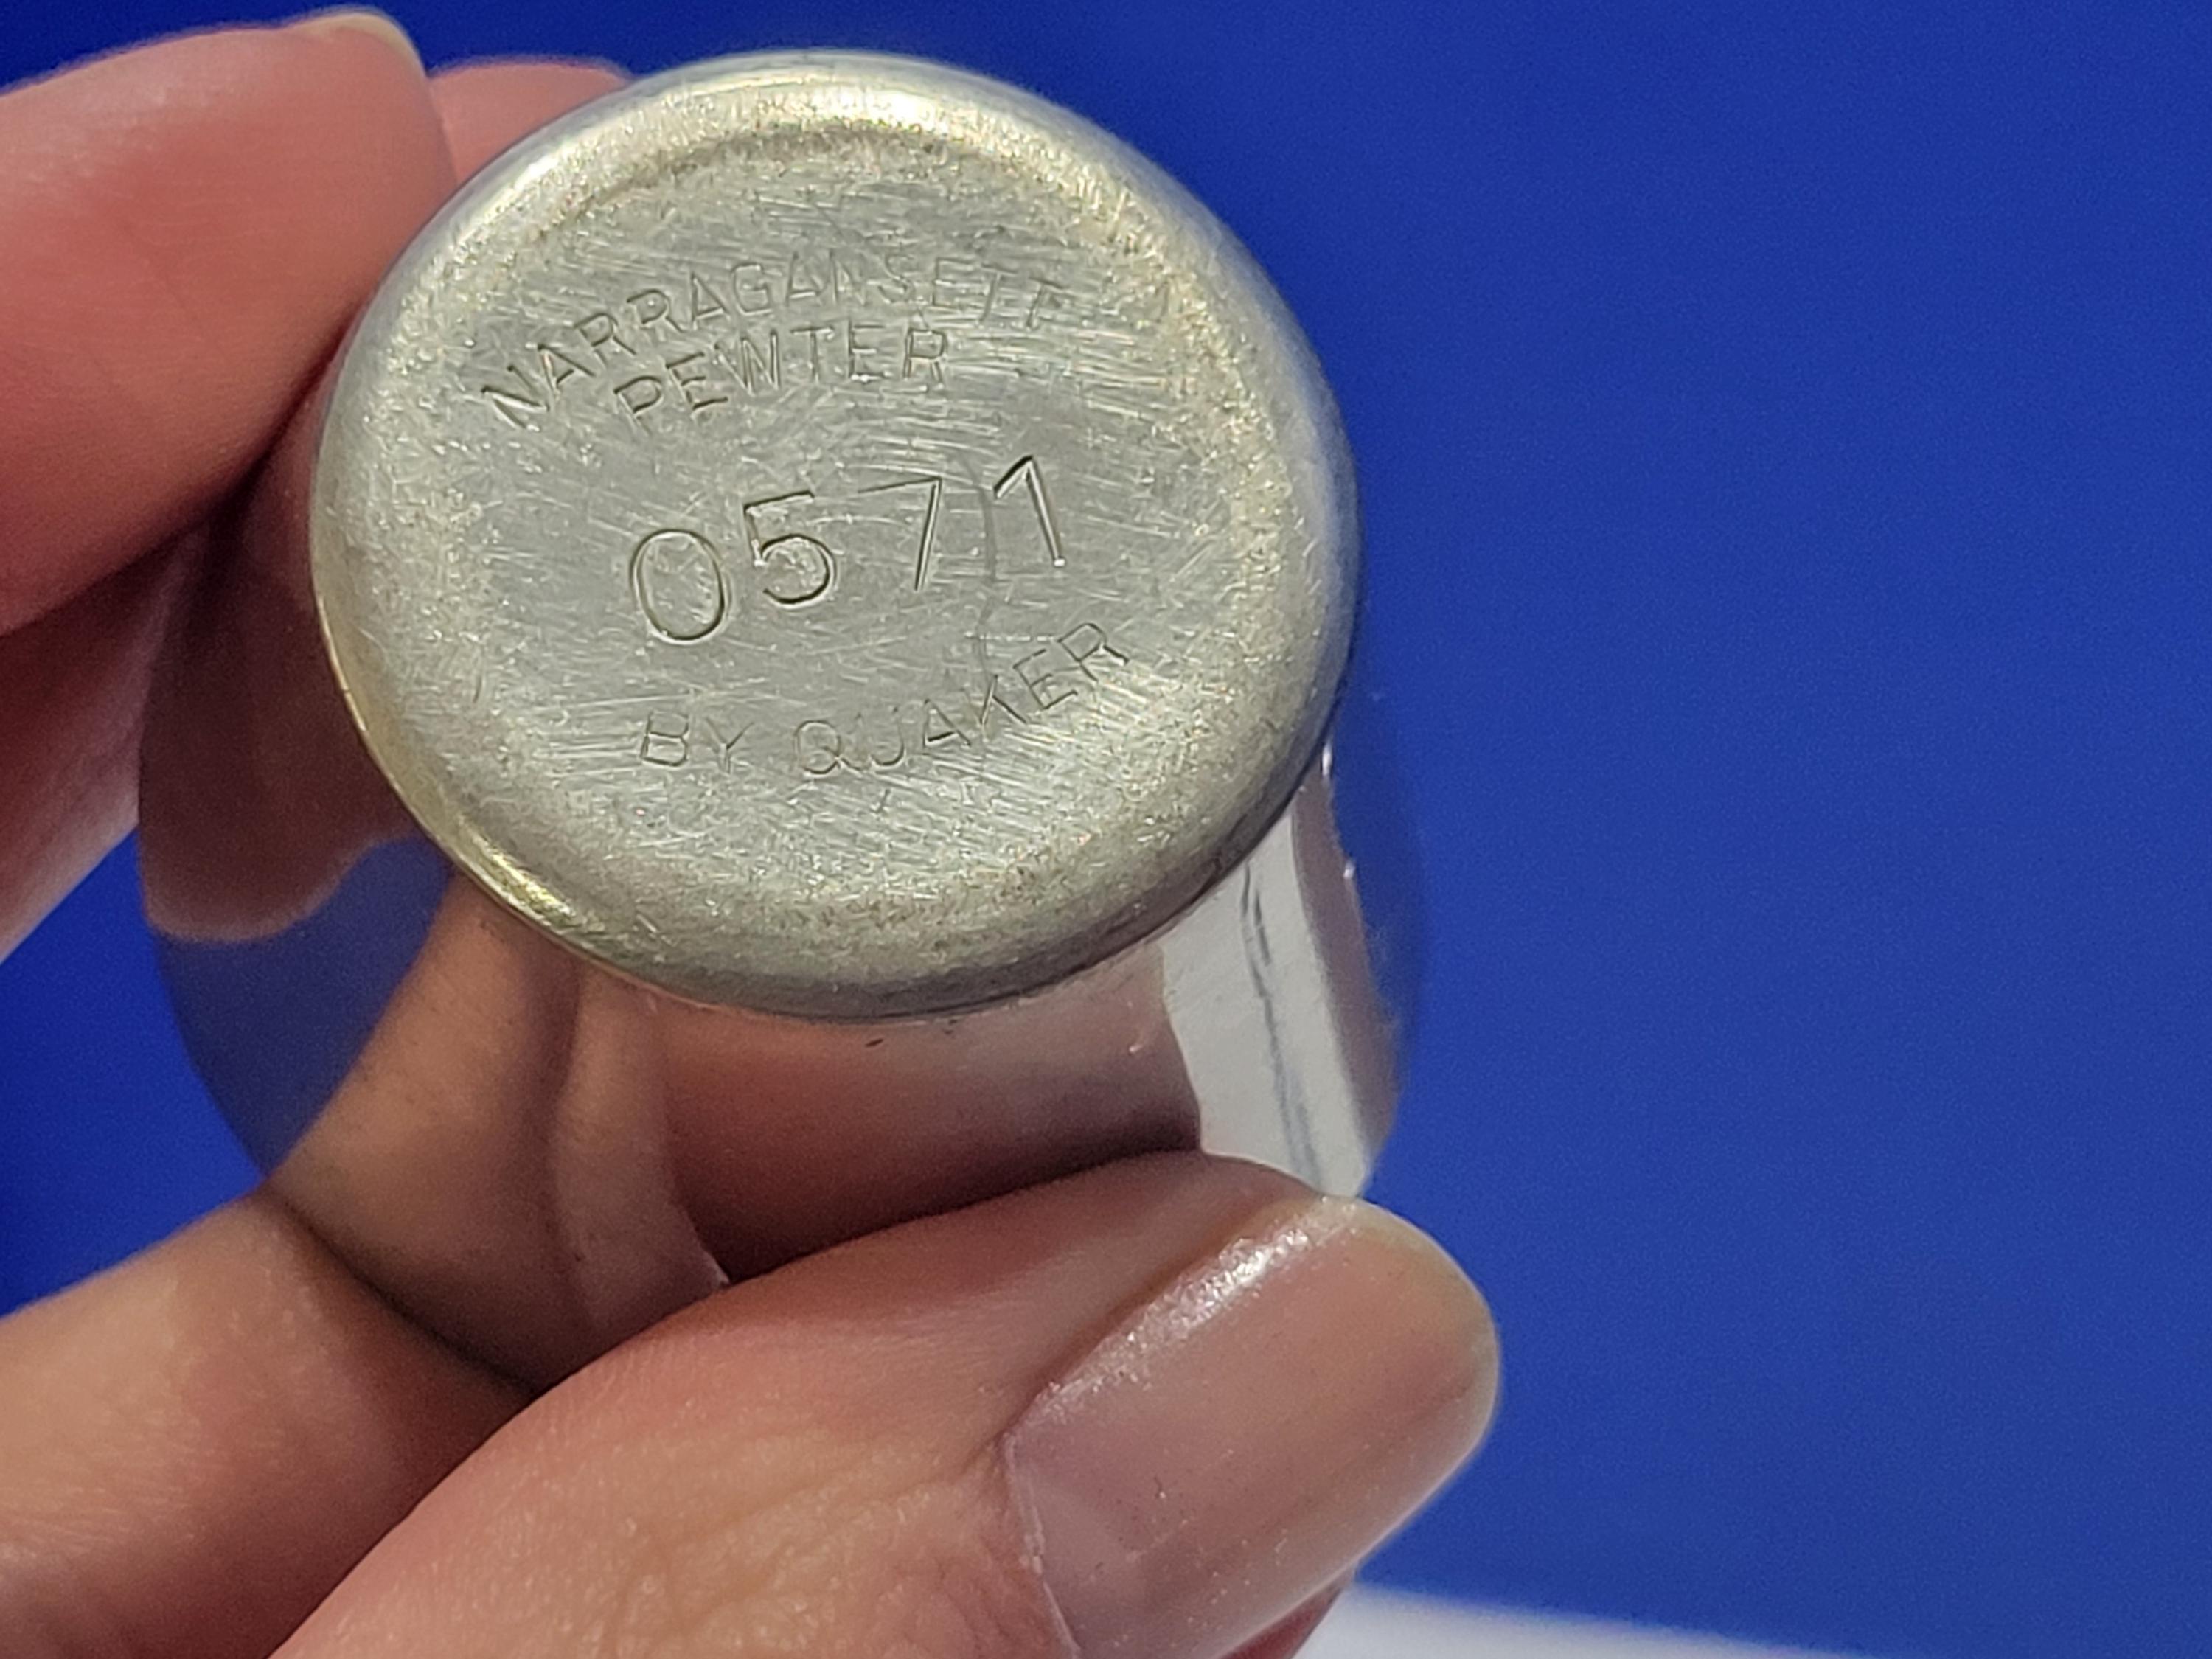 NARRAGANSETT
PEWTER
0571
BY QUAKER